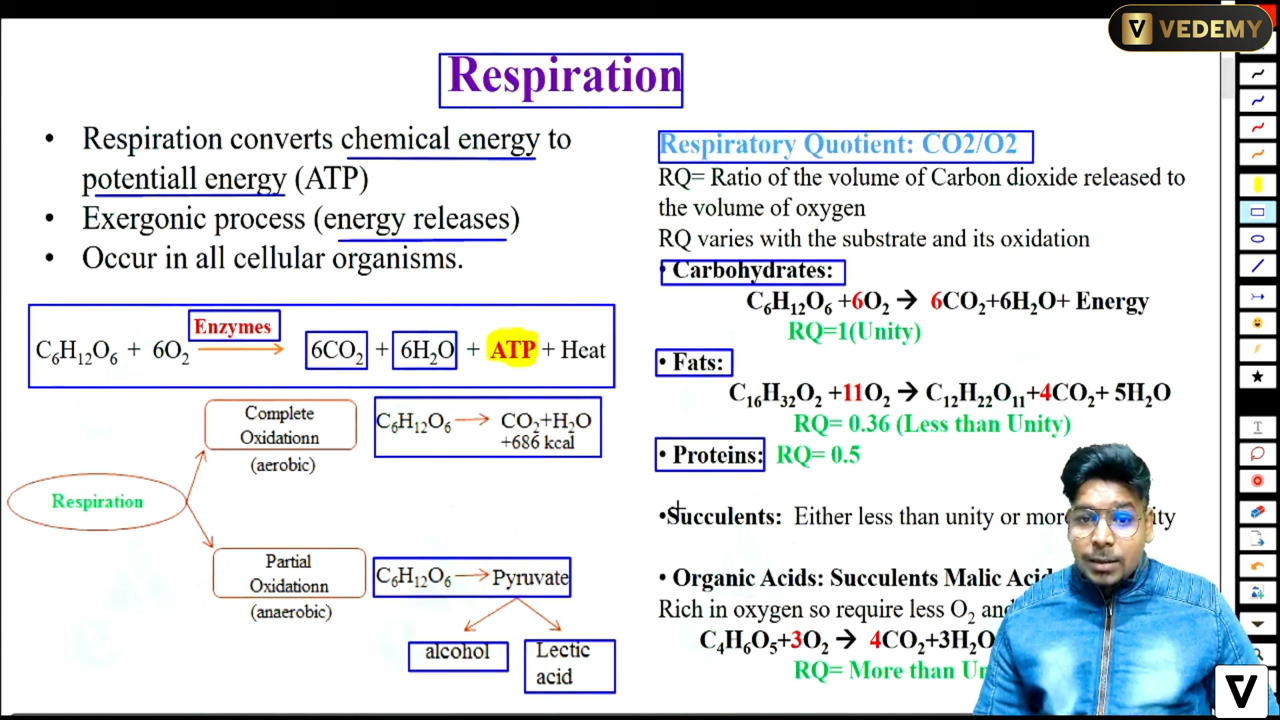 VEDEMY
Respiration
• Respiration converts chemical energy to
potentiall energy (ATP)
• Exergonic process (energy releases)
• Occur in all cellular organisms.
Enzymes
C₆H₁₂O₆ + 6O₂ → 6CO₂ + 6H₂O + ATP + Heat
Complete
Oxidationn
(aerobic)
C₆H₁₂O₆ → CO₂+H₂O
+686 kcal
Respiration
Partial
Oxidationn
(anaerobic)
C₆H₁₂O₆ → Pyruvate
alcohol
Lectic
acid
Respiratory Quotient: CO2/O2
RQ= Ratio of the volume of Carbon dioxide released to
the volume of oxygen
RQ varies with the substrate and its oxidation
• Carbohydrates:
C₆H₁₂O₆ +6O₂ → 6CO₂+6H₂O+ Energy
RQ=1(Unity)
• Fats:
C₁₆H₃₂O₂ +11O₂ → C₁₂H₂₂O₁₁+4CO₂+ 5H₂O
RQ= 0.36 (Less than Unity)
• Proteins: RQ= 0.5
•Succulents: Either less than unity or
• Organic Acids: Succulents Malic Acid
Rich in oxygen so require less O₂ and
C₄H₆O₅+3O₂ → 4CO₂+3H₂O
RQ= More than